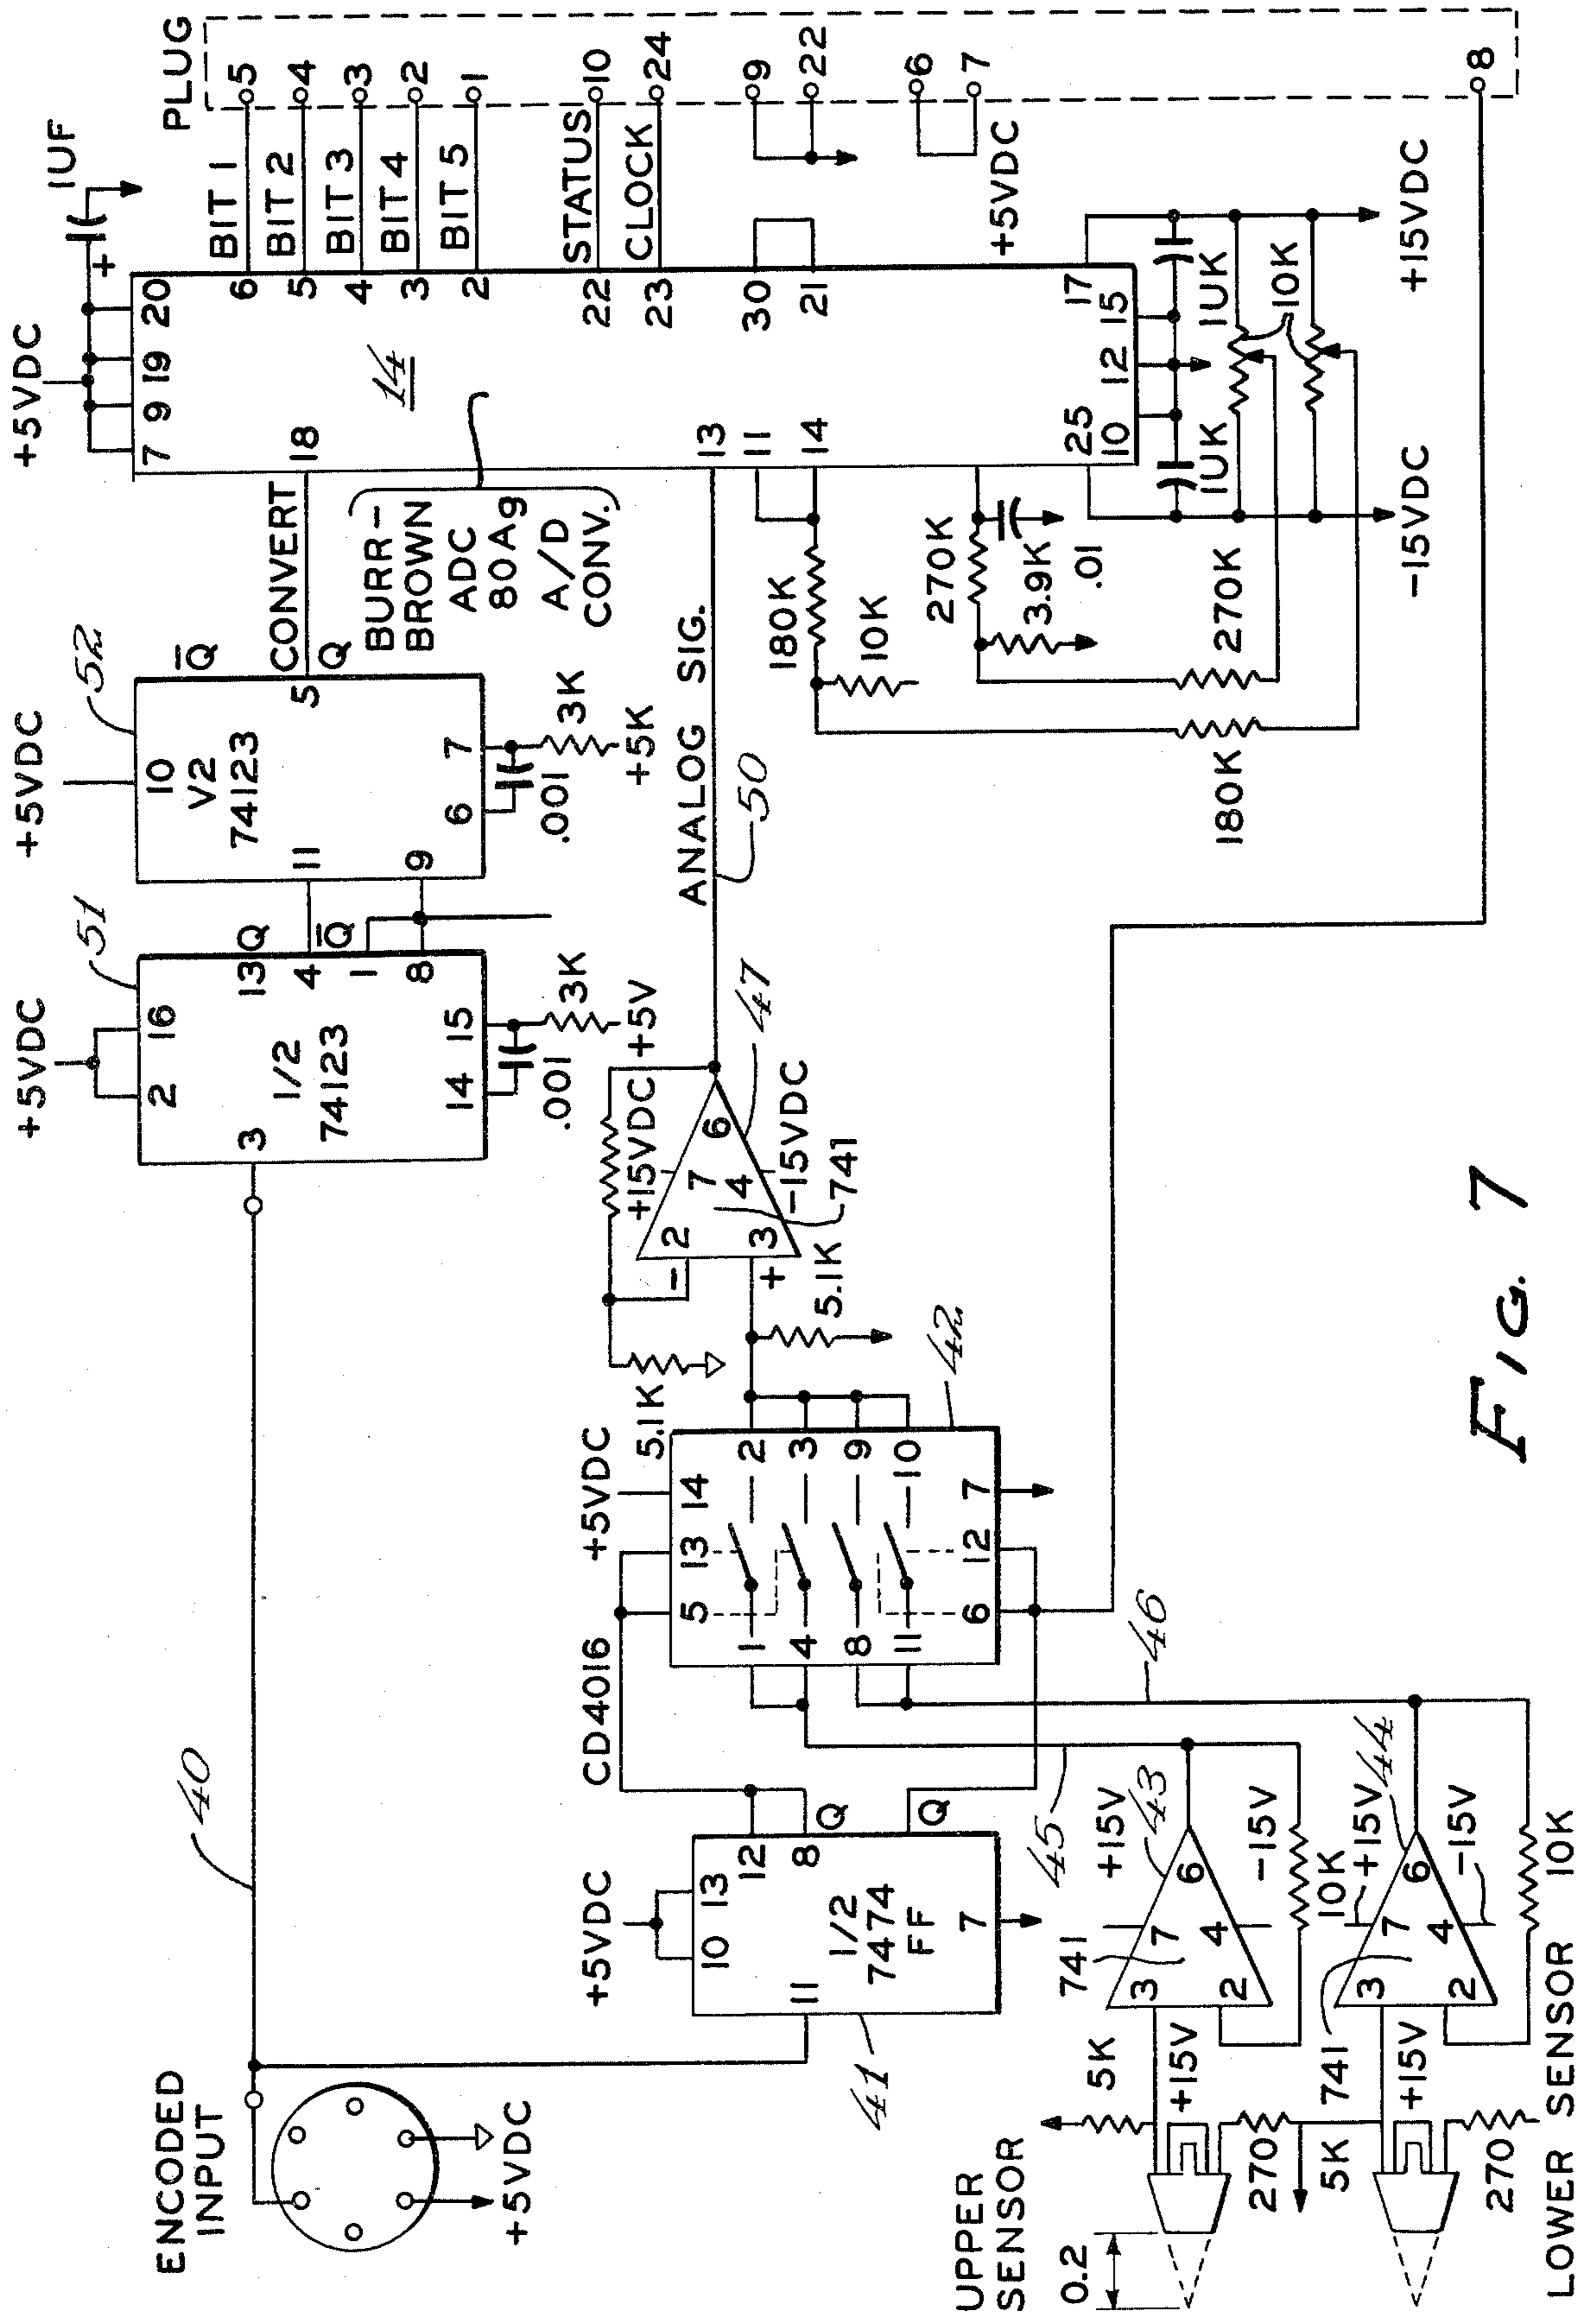 ENCODED
INPUT
+5VDC
40
+5VDC
2 16
3
1/2
74123
13 Q
4
Q̅
1
8
14 15
.001
3K
+5V
51
+5VDC
10
V2
74123
11
9
5
Q̅
Q
6 7
.001
3K
+5K
52
CONVERT
18
+5VDC
7 9 19 20
+
1UF
14
BURR-
BROWN
ADC
80Ag
A/D
CONV.
PLUG
BIT 1
BIT 2
BIT 3
BIT 4
BIT 5
STATUS
CLOCK
6
5
4
3
2
22
23
30
21
5
4
3
2
1
10
24
9
22
6
7
8
+5VDC
13
11
14
25
10 12 15
17
ANALOG SIG.
50
180K
10K
270K
3.9K
.01
1UK
1UK
10K
270K
180K
-15VDC
+15VDC
+5VDC
10 13
11
12
8
Q
Q
1/2
7474
FF
7
41
CD4016
+5VDC
5 13 14
1 2
4 3
8 9
11 10
6 12 7
42
5.1K
5.1K
+15VDC
-
2
7
6
4
3
+
-15VDC
741
47
45
46
UPPER
SENSOR
0.2
5K
+15V
270
741
3
7
6
4
2
+15V
43
-15V
10K
5K
+15V
270
741
3
7
6
4
2
+15V
44
-15V
LOWER SENSOR 10K
FIG. 7